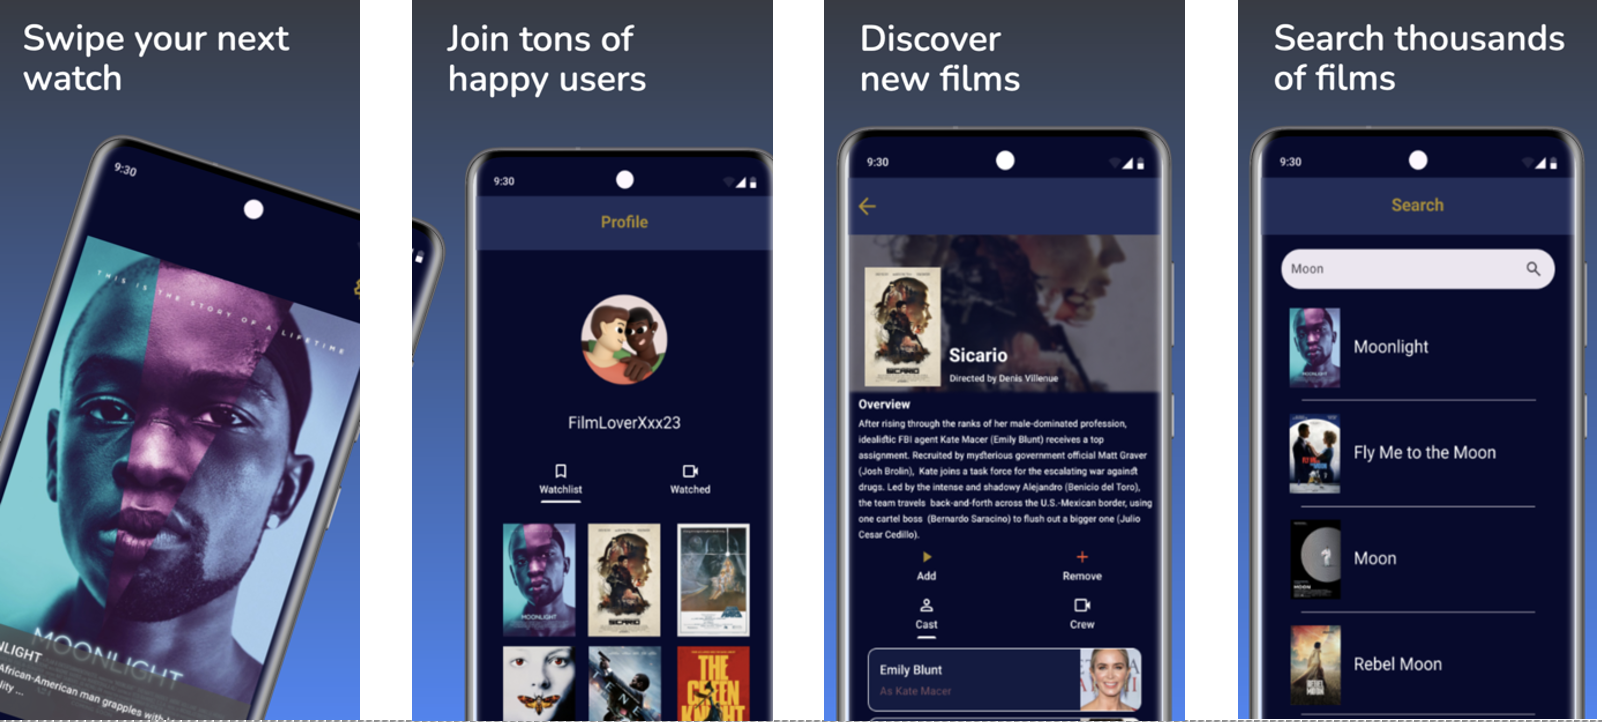 Swipe your next
watch
9:30
THIS IS THE STORY OF A LIFETIME
MOONLIGHT
NLIGHT
African-American man grapples with
lity ...
Join tons of
happy users
9:30
Profile
FilmLoverXxx23
Watchlist
Watched
MOONLIGHT
SICARIO
THE
GREEN
KNIGHT
Discover
new films
9:30
SICARIO
Sicario
Directed by Denis Villenue
Overview
After rising through the ranks of her male-dominated profession,
idealistic FBI agent Kate Macer (Emily Blunt) receives a top
assignment. Recruited by mysterious government official Matt Graver
(Josh Brolin), Kate joins a task force for the escalating war against
drugs. Led by the intense and shadowy Alejandro (Benicio del Toro),
the team travels back-and-forth across the U.S.-Mexican border, using
one cartel boss (Bernardo Saracino) to flush out a bigger one (Julio
Cesar Cedillo).
Add
Remove
Cast
Crew
Emily Blunt
As Kate Macer
Search thousands
of films
9:30
Search
Moon
MOONLIGHT
Moonlight
Fly Me to the Moon
MOON
Moon
REBEL
MOON
Rebel Moon